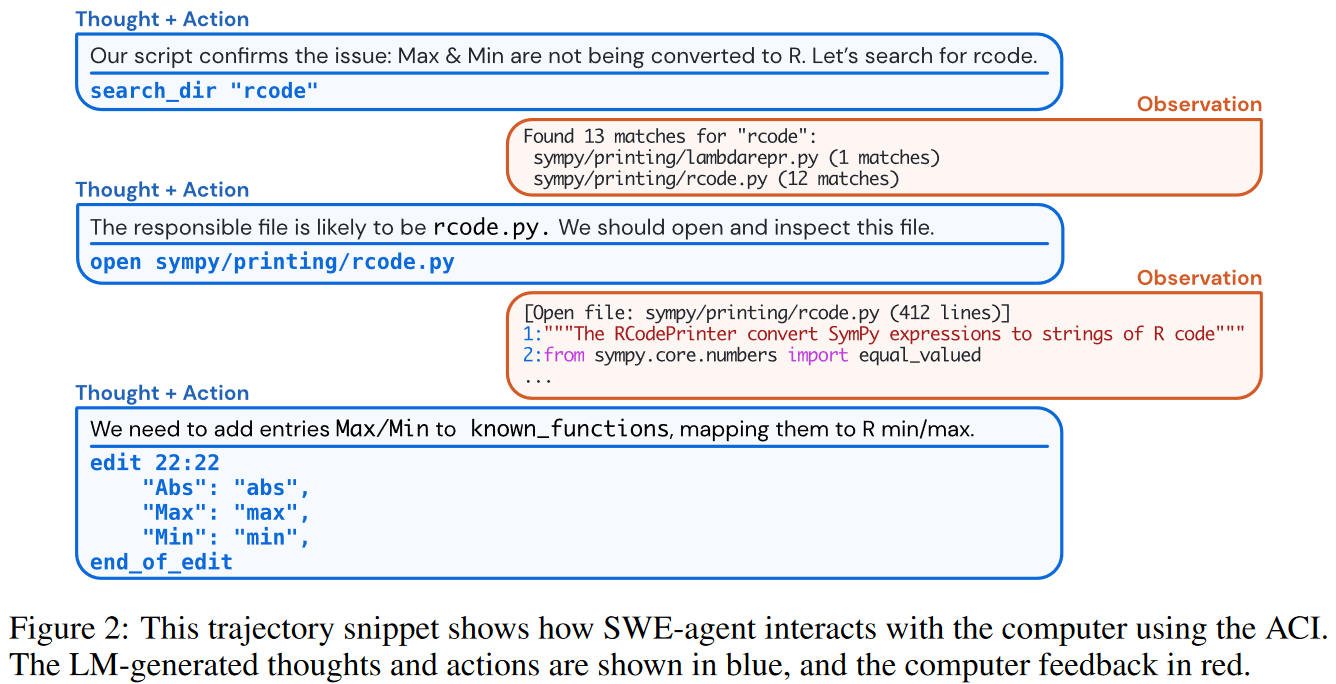 Thought + Action
Our script confirms the issue: Max & Min are not being converted to R. Let’s search for rcode.
search_dir "rcode"
Observation
Found 13 matches for "rcode":
sympy/printing/lambdarepr.py (1 matches)
sympy/printing/rcode.py (12 matches)
Thought + Action
The responsible file is likely to be rcode.py. We should open and inspect this file.
open sympy/printing/rcode.py
Observation
[Open file: sympy/printing/rcode.py (412 lines)]
1:"""The RCodePrinter convert SymPy expressions to strings of R code"""
2:from sympy.core.numbers import equal_valued
...
Thought + Action
We need to add entries Max/Min to known_functions, mapping them to R min/max.
edit 22:22
"Abs": "abs",
"Max": "max",
"Min": "min",
end_of_edit
Figure 2: This trajectory snippet shows how SWE-agent interacts with the computer using the ACI.
The LM-generated thoughts and actions are shown in blue, and the computer feedback in red.